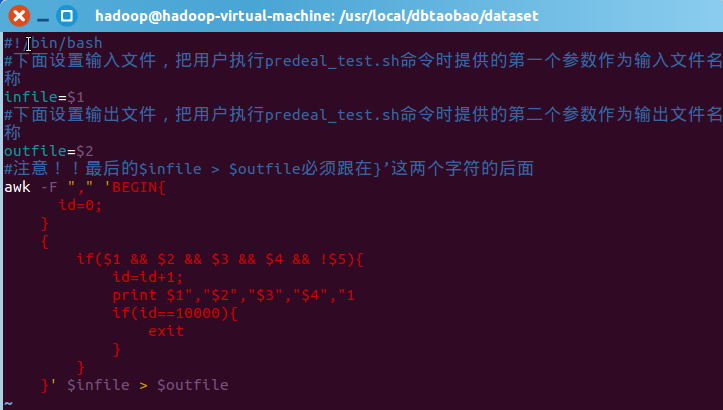 hadoop@hadoop-virtual-machine: /usr/local/dbtaobao/dataset
#!/bin/bash
#下面设置输入文件，把用户执行predeal_test.sh命令时提供的第一个参数作为输入文件名
称
infile=$1
#下面设置输出文件，把用户执行predeal_test.sh命令时提供的第二个参数作为输出文件名
称
outfile=$2
#注意！！最后的$infile > $outfile必须跟在}’这两个字符的后面
awk -F "," 'BEGIN{
      id=0;
    }
    {
        if($1 && $2 && $3 && $4 && !$5){
            id=id+1;
            print $1","$2","$3","$4","1
            if(id==10000){
                exit
            }
        }
    }' $infile > $outfile
~